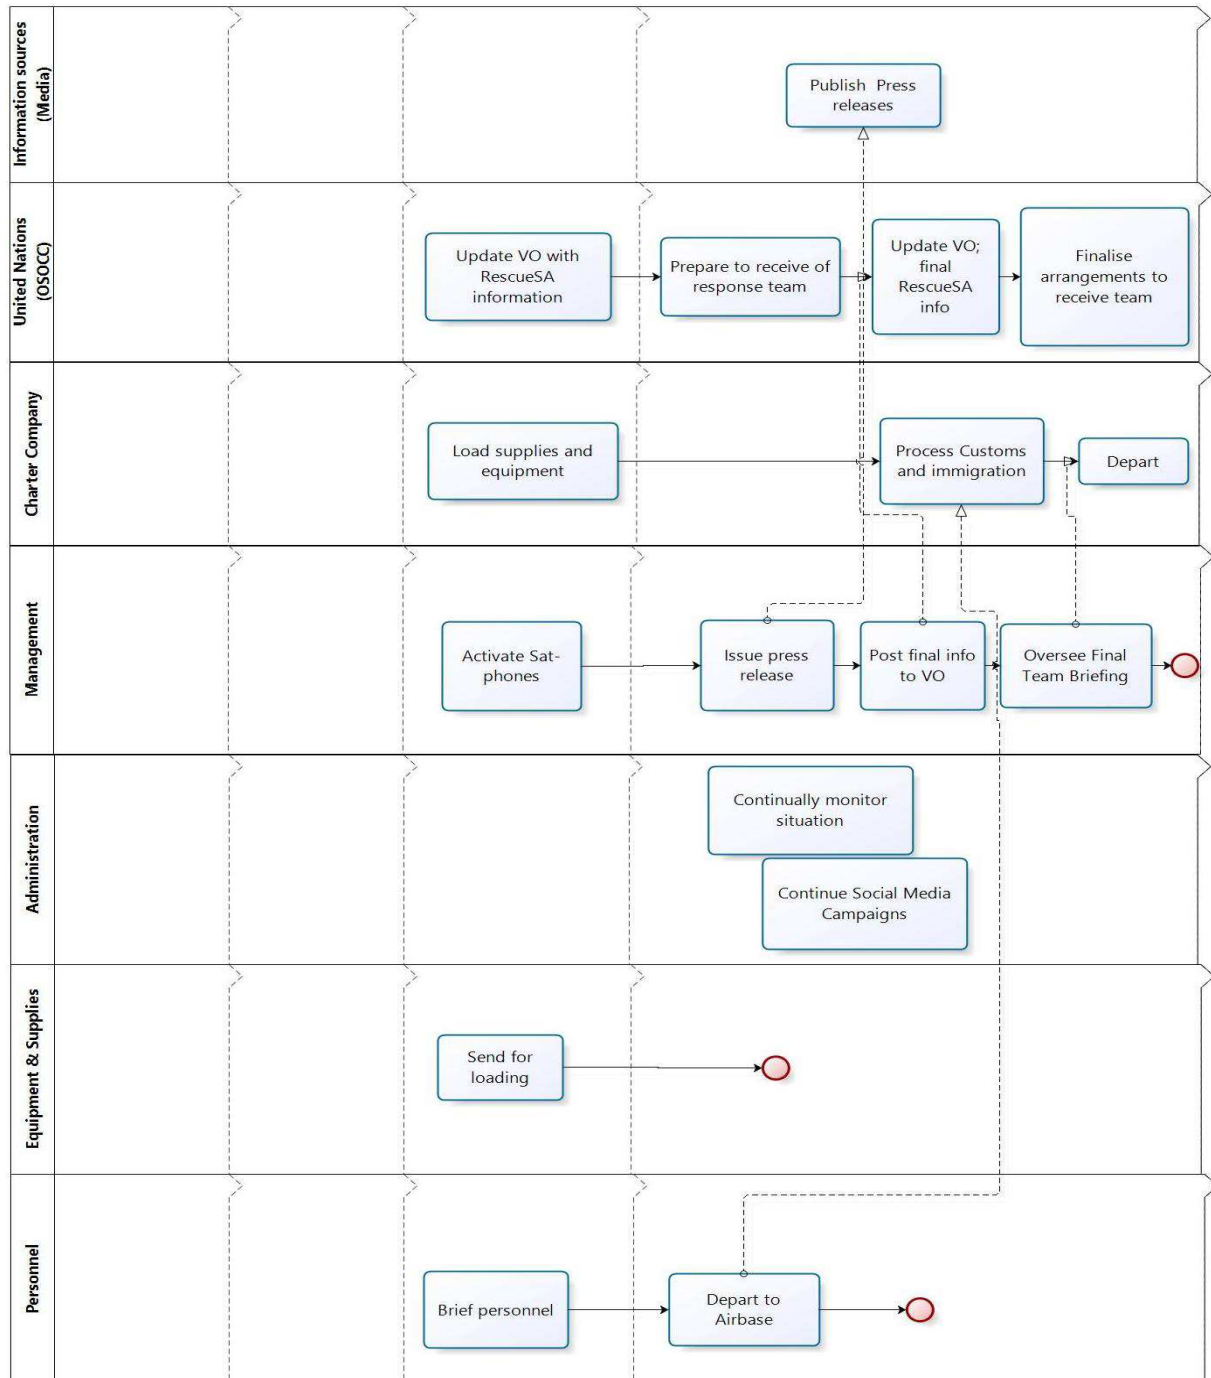 Information sources
(Media)
Publish Press
releases
United Nations
(OSOCC)
Update VO with
RescueSA
information
Prepare to receive of
response team
Update VO;
final
RescueSA
info
Finalise
arrangements to
receive team
Charter Company
Load supplies and
equipment
Process Customs
and immigration
Depart
Management
Activate Sat-
phones
Issue press
release
Post final info
to VO
Oversee Final
Team Briefing
Administration
Continually monitor
situation
Continue Social Media
Campaigns
Equipment & Supplies
Send for
loading
Personnel
Brief personnel
Depart to
Airbase